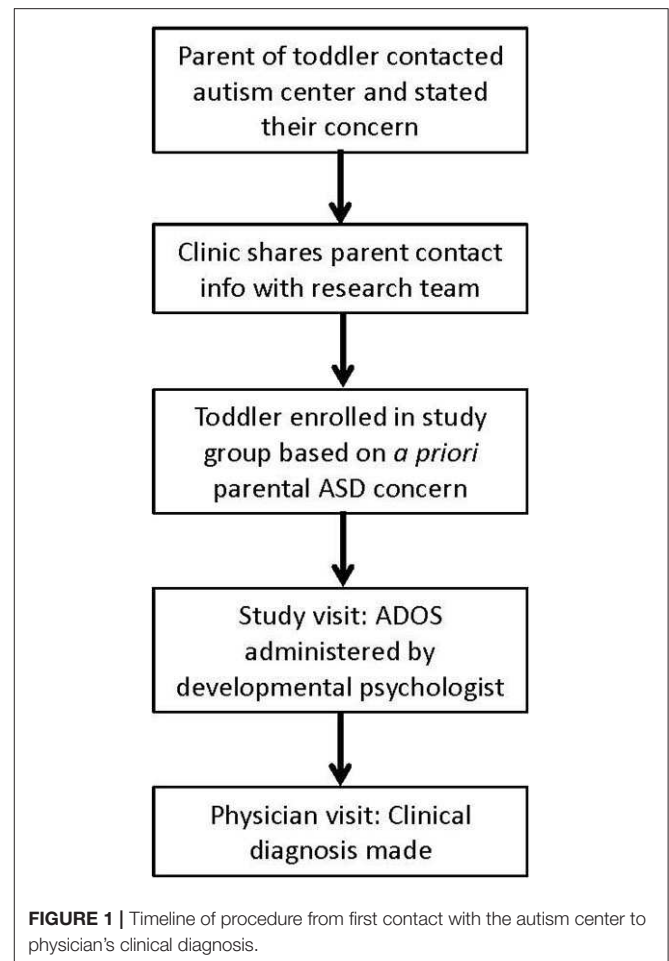 Parent of toddler contacted
autism center and stated
their concern
Clinic shares parent contact
info with research team
Toddler enrolled in study
group based on a priori
parental ASD concern
Study visit: ADOS
administered by
developmental psychologist
Physician visit: Clinical
diagnosis made
FIGURE 1 | Timeline of procedure from first contact with the autism center to
physician's clinical diagnosis.